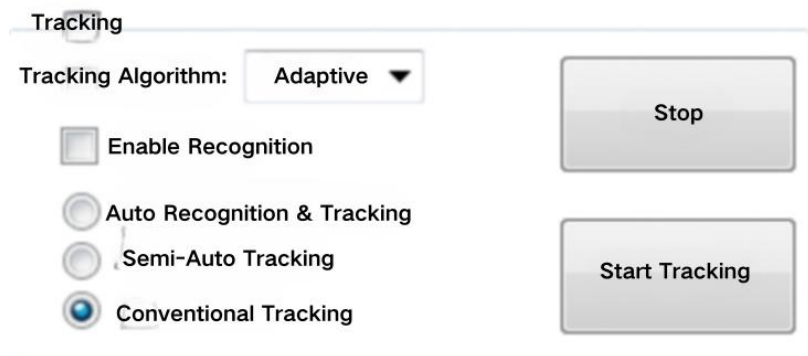 Tracking
Tracking Algorithm: Adaptive
Stop
Enable Recognition
Auto Recognition & Tracking
Semi-Auto Tracking
Start Tracking
Conventional Tracking